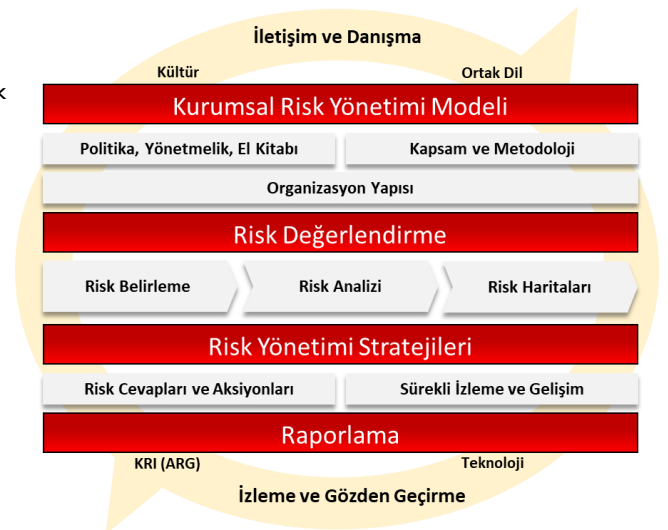 İletişim ve Danışma
Kültür
Ortak Dil
k
Kurumsal Risk Yönetimi Modeli
Politika, Yönetmelik, El Kitabı
Kapsam ve Metodoloji
Organizasyon Yapısı
Risk Değerlendirme
Risk Belirleme
Risk Analizi
Risk Haritaları
Risk Yönetimi Stratejileri
Risk Cevapları ve Aksiyonları
Sürekli İzleme ve Gelişim
Raporlama
KRI (ARG)
Teknoloji
İzleme ve Gözden Geçirme